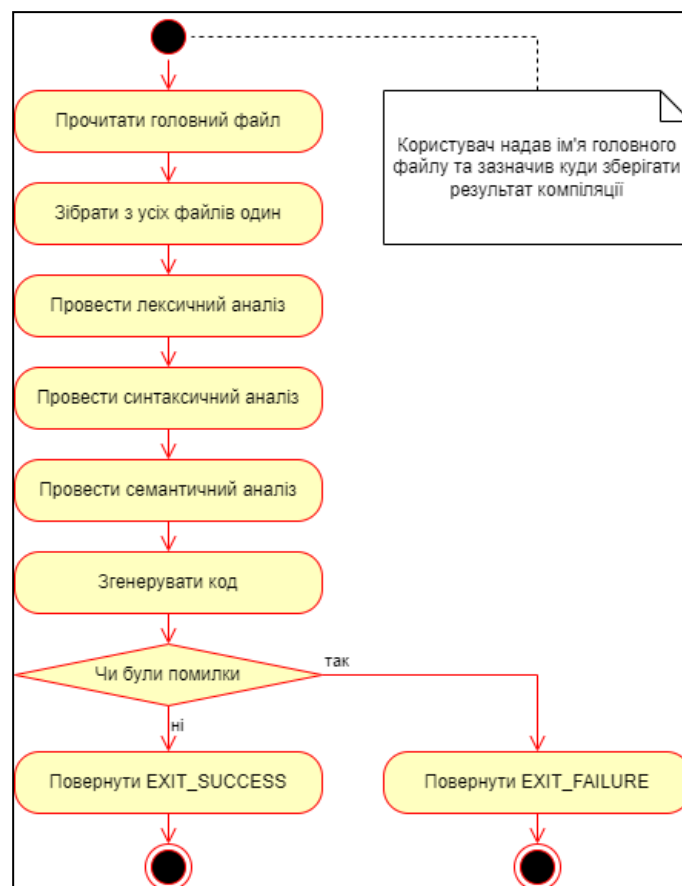 Прочитати головний файл
Користувач надав ім'я головного
файлу та зазначив куди зберігати
результат компіляції
Зібрати з усіх файлів один
Провести лексичний аналіз
Провести синтаксичний аналіз
Провести семантичний аналіз
Згенерувати код
Чи були помилки
так
ні
Повернути EXIT_SUCCESS
Повернути EXIT_FAILURE